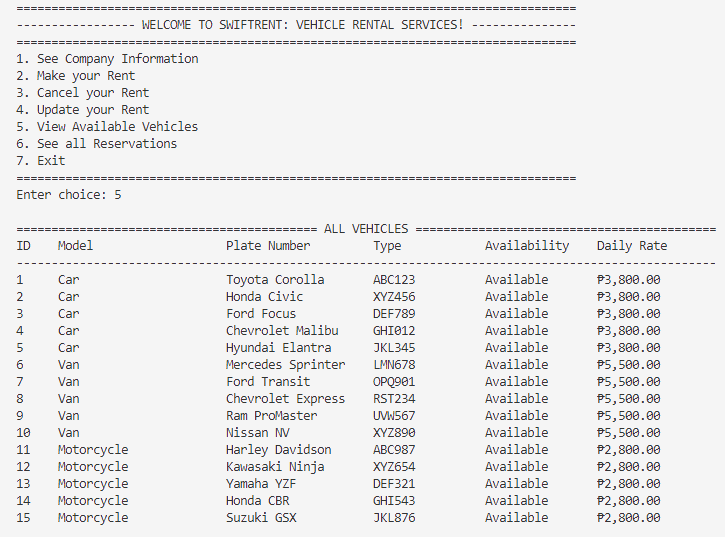 ================================================================================
----------------- WELCOME TO SWIFTRENT: VEHICLE RENTAL SERVICES! ---------------
================================================================================
1. See Company Information
2. Make your Rent
3. Cancel your Rent
4. Update your Rent
5. View Available Vehicles
6. See all Reservations
7. Exit
================================================================================
Enter choice: 5
=========================================== ALL VEHICLES ===========================================
ID    Model                   Plate Number         Type            Availability    Daily Rate
----------------------------------------------------------------------------------------------------
1     Car                     Toyota Corolla       ABC123          Available       ₱3,800.00
2     Car                     Honda Civic          XYZ456          Available       ₱3,800.00
3     Car                     Ford Focus           DEF789          Available       ₱3,800.00
4     Car                     Chevrolet Malibu     GHI012          Available       ₱3,800.00
5     Car                     Hyundai Elantra      JKL345          Available       ₱3,800.00
6     Van                     Mercedes Sprinter    LMN678          Available       ₱5,500.00
7     Van                     Ford Transit         OPQ901          Available       ₱5,500.00
8     Van                     Chevrolet Express    RST234          Available       ₱5,500.00
9     Van                     Ram ProMaster        UVW567          Available       ₱5,500.00
10    Van                     Nissan NV            XYZ890          Available       ₱5,500.00
11    Motorcycle              Harley Davidson      ABC987          Available       ₱2,800.00
12    Motorcycle              Kawasaki Ninja       XYZ654          Available       ₱2,800.00
13    Motorcycle              Yamaha YZF           DEF321          Available       ₱2,800.00
14    Motorcycle              Honda CBR            GHI543          Available       ₱2,800.00
15    Motorcycle              Suzuki GSX           JKL876          Available       ₱2,800.00